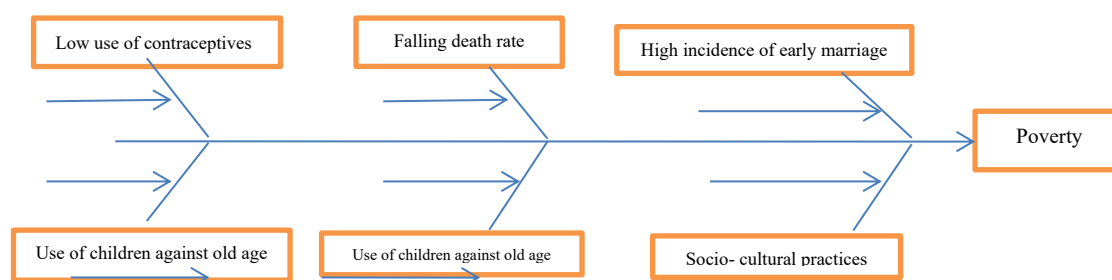 Low use of contraceptives
Falling death rate
High incidence of early marriage
Poverty
Use of children against old age
Use of children against old age
Socio- cultural practices